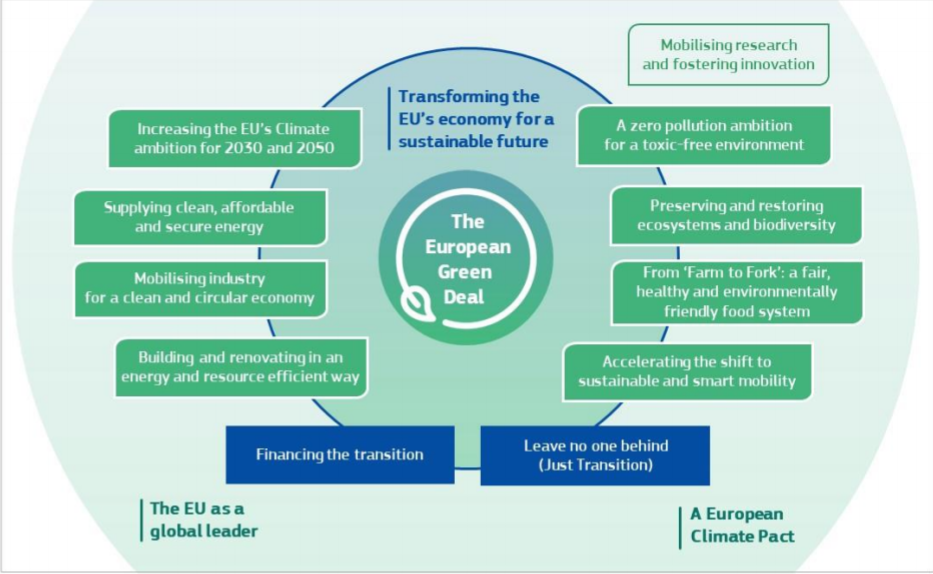 Mobilising research
and fostering innovation
Transforming the
EU's economy for a
sustainable future
Increasing the EU's Climate
ambition for 2030 and 2050
A zero pollution ambition
for a toxic-free environment
Supplying clean, affordable
and secure energy
Preserving and restoring
ecosystems and biodiversity
The
European
Green
Deal
Mobilising industry
for a clean and circular economy
From 'Farm to Fork': a fair,
healthy and environmentally
friendly food system
Building and renovating in an
energy and resource efficient way
Accelerating the shift to
sustainable and smart mobility
Financing the transition
Leave no one behind
(Just Transition)
The EU as a
global leader
A European
Climate Pact